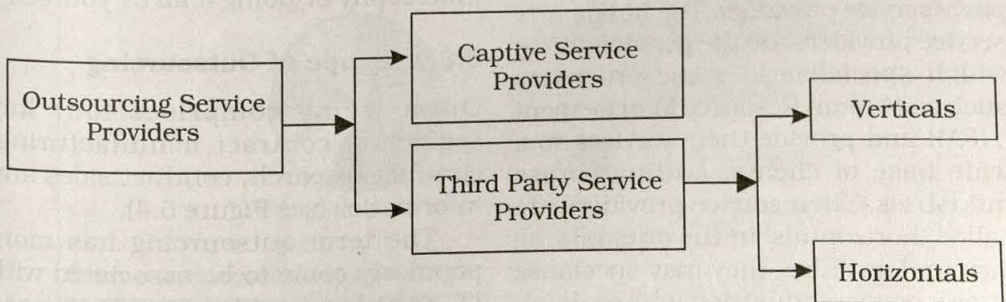 Captive Service
Providers
Outsourcing Service
Providers
Third Party Service
Providers
Verticals
Horizontals